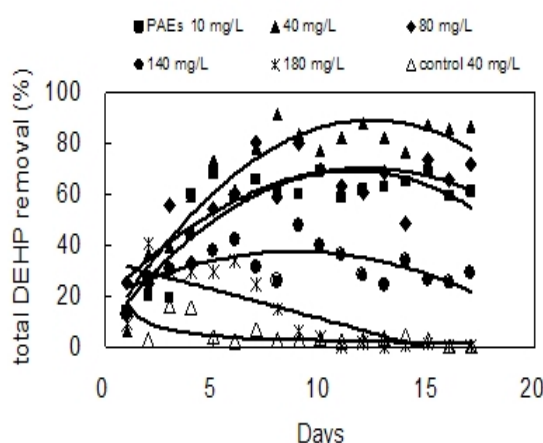 PAEs 10 mg/L 40 mg/L 80 mg/L
140 mg/L 180 mg/L control 40 mg/L
total DEHP removal (%)
100
80
60
40
20
0
0 5 10 15 20
Days